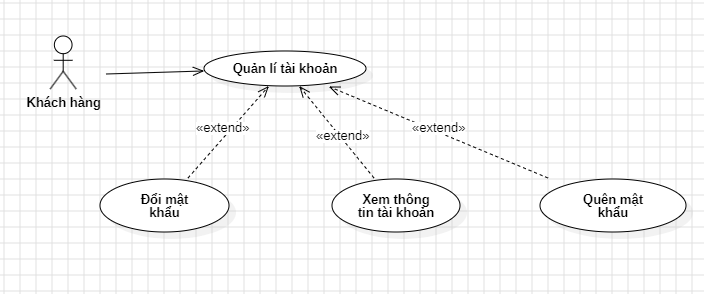 Quản lí tài khoản
Khách hàng
«extend»
«extend»
«extend»
Đổi mật
khẩu
Xem thông
tin tài khoản
Quên mật
khẩu